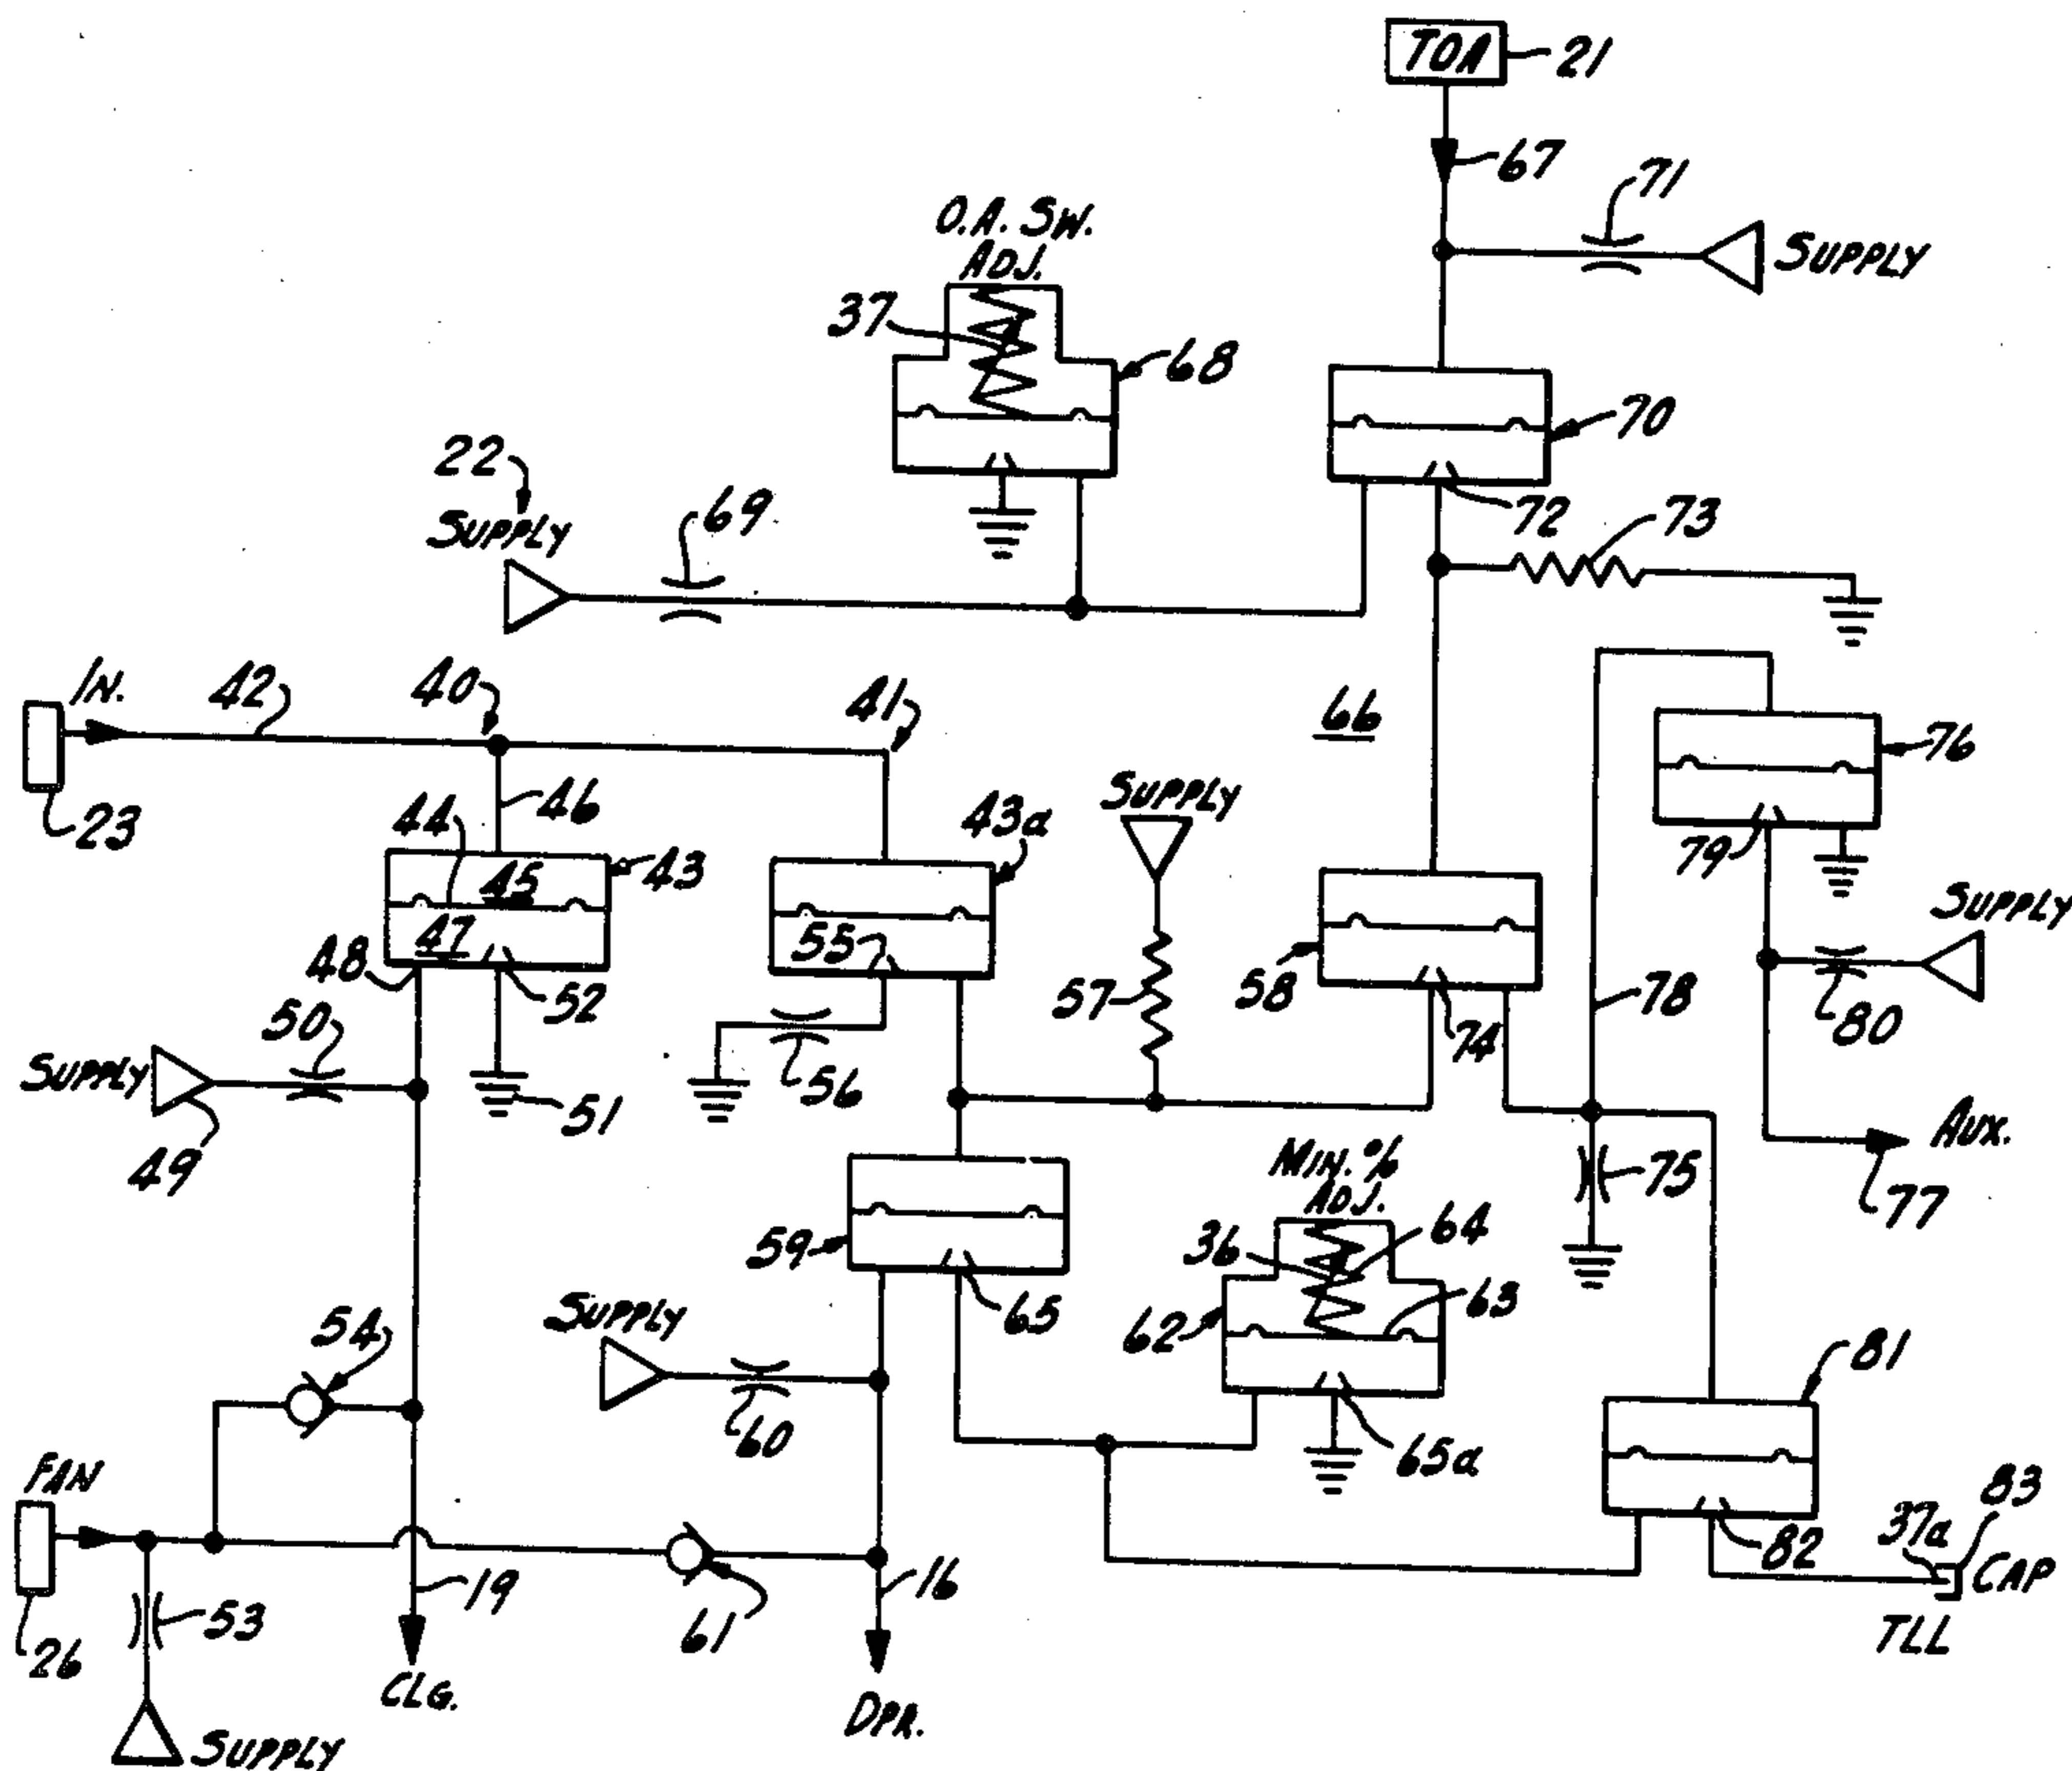 TOA
21
67
71
SUPPLY
O.A. SW.
ADJ.
37
68
70
22
SUPPLY
69
72
73
IN.
42
40
41
66
23
44
46
43a
SUPPLY
76
45
43
79
47
55
SUPPLY
48
52
58
57
74
78
80
50
SUPPLY
56
51
AUX.
49
MIN. %
ADJ.
75
77
59
36
64
65
62
63
SUPPLY
54
81
60
65a
FAN
83
37a
82
CAP
TLL
19
16
53
61
26
CLG.
DPR.
SUPPLY